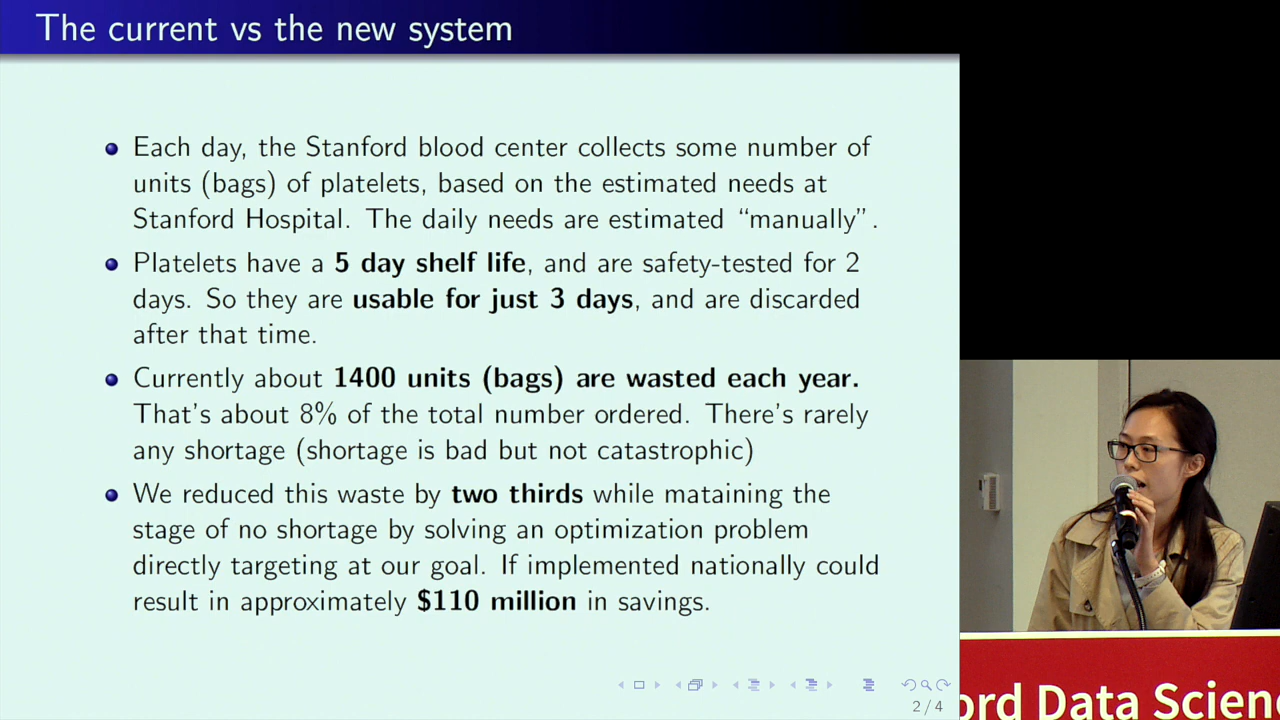 The current vs the new system
Each day, the Stanford blood center collects some number of
units (bags) of platelets, based on the estimated needs at
Stanford Hospital. The daily needs are estimated “manually”.
Platelets have a 5 day shelf life, and are safety-tested for 2
days. So they are usable for just 3 days, and are discarded
after that time.
Currently about 1400 units (bags) are wasted each year.
That's about 8% of the total number ordered. There's rarely
any shortage (shortage is bad but not catastrophic)
We reduced this waste by two thirds while mataining the
stage of no shortage by solving an optimization problem
directly targeting at our goal. If implemented nationally could
result in approximately $110 million in savings.
2/4
ord Data Scienc